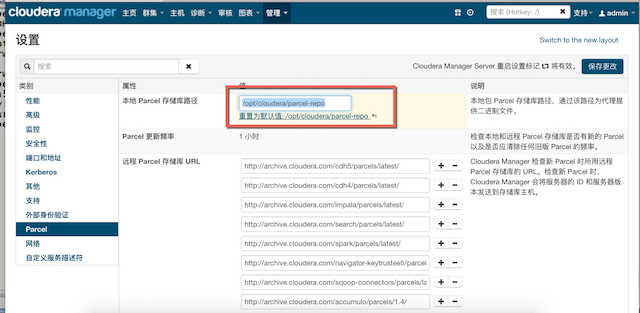 cloudera manager 主页 群集 主机 诊断 审核 图表 管理 搜索 (Hotkey: /) 支持 admin
设置
Switch to the new layout
搜索 Cloudera Manager Server 重启设置标记 将有效。 保存更改
类别 属性 值 说明
性能
高级
监控
安全性
端口和地址
Kerberos
其他
支持
外部身份验证
Parcel
网络
自定义服务描述符
本地 Parcel 存储库路径 /opt/cloudera/parcel-repo
重置为默认值: /opt/cloudera/parcel-repo
本地包 Parcel 存储库路径，通过该路径为代理
提供二进制文件。
Parcel 更新频率 1 小时
检查本地和远程 Parcel 存储库是否有新的 Parcel
以及是否应清除任何旧版 Parcel 的频率。
远程 Parcel 存储库 URL
http://archive.cloudera.com/cdh5/parcels/latest/
http://archive.cloudera.com/cdh4/parcels/latest/
http://archive.cloudera.com/impala/parcels/latest/
http://archive.cloudera.com/search/parcels/latest/
http://archive.cloudera.com/spark/parcels/latest/
http://archive.cloudera.com/navigator-keytrustee5/parcel
http://archive.cloudera.com/sqoop-connectors/parcels/la
http://archive.cloudera.com/accumulo/parcels/1.4/
Cloudera Manager 检查新 Parcel 时所用远程
Parcel 存储库的 URL。检查新 Parcel 时，
Cloudera Manager 会将服务器的 ID 和服务器版
本发送到存储库主机。